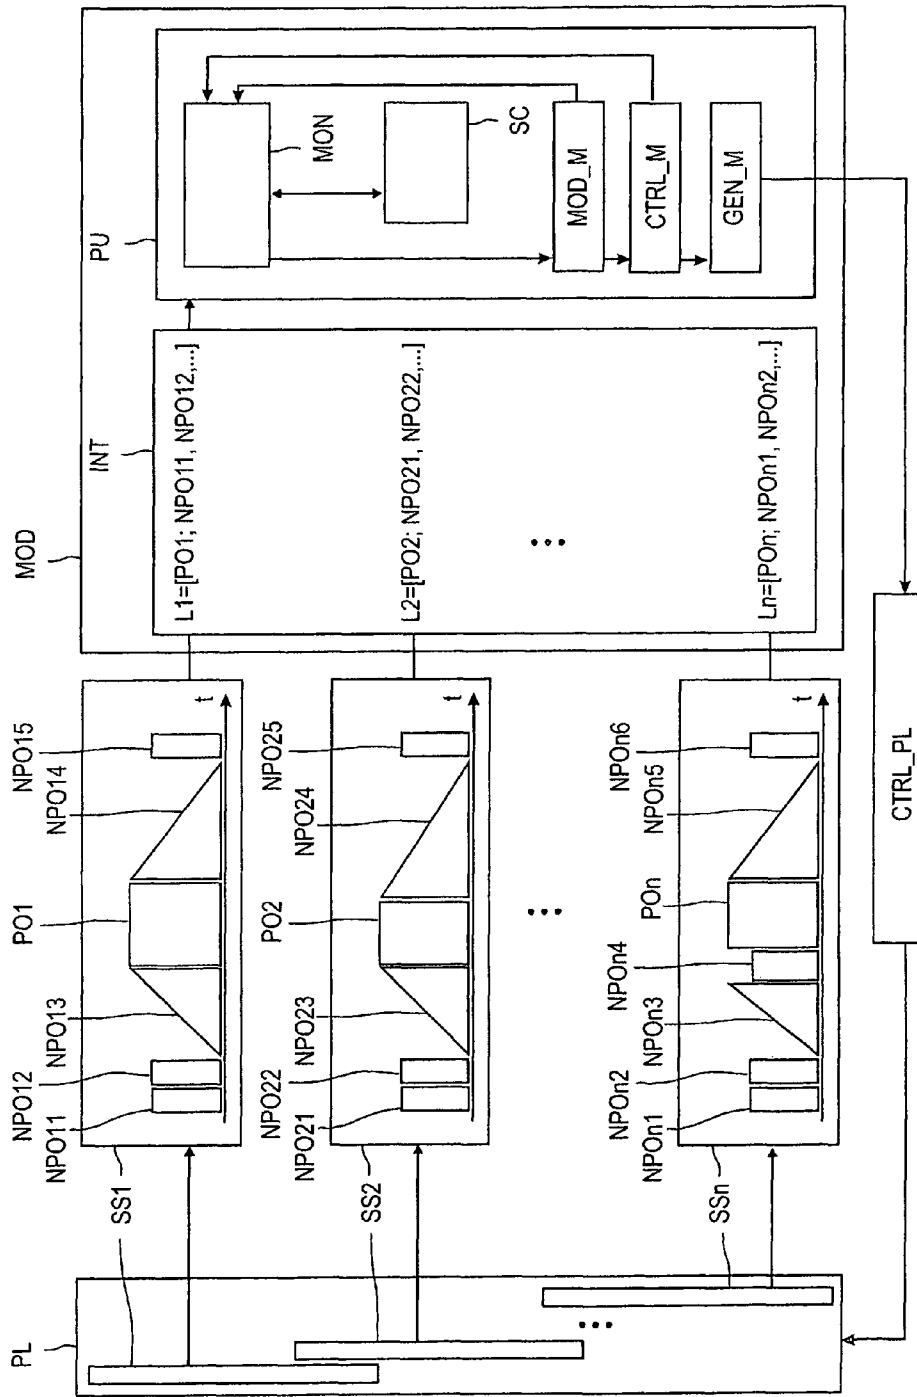 PL
SS1
SS2
SSn
NPO11
NPO12
NPO13
PO1
NPO14
NPO15
t
NPO21
NPO22
NPO23
PO2
NPO24
NPO25
t
NPOn1
NPOn2
NPOn3
NPOn4
POn
NPOn5
NPOn6
t
MOD
INT
L1=[PO1; NPO11, NPO12,...]
L2=[PO2; NPO21, NPO22,...]
Ln=[POn; NPOn1, NPOn2,...]
PU
MON
SC
MOD_M
CTRL_M
GEN_M
CTRL_PL